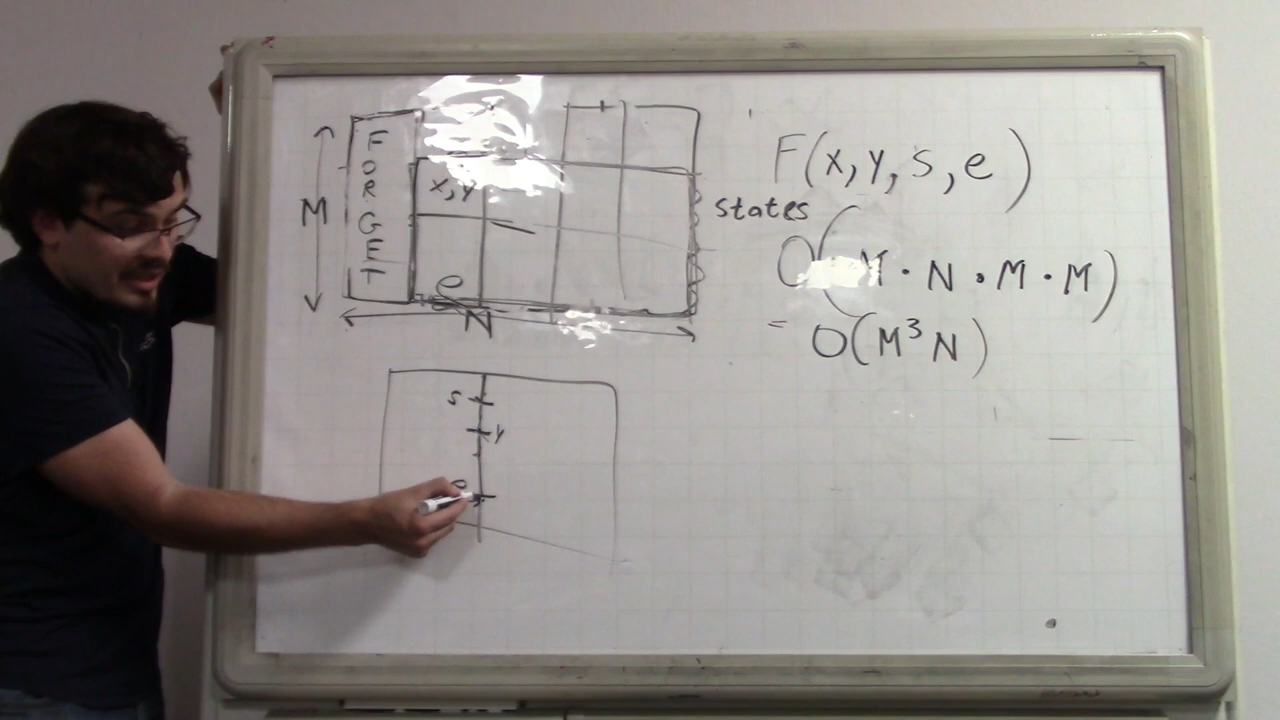 FORGET
M
x,y
e
N
states
F(x,y,s,e)
O(M·N·M·M)
= O(M³N)
s
y
e